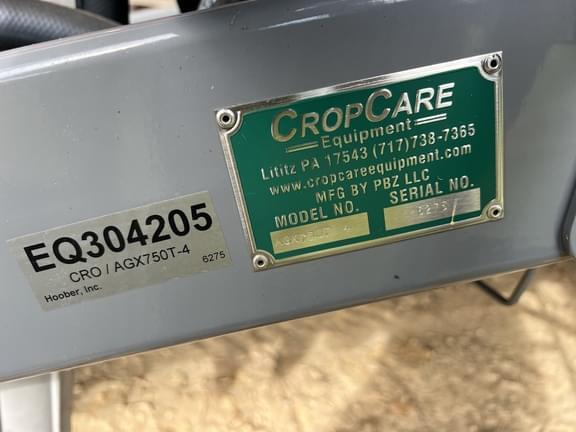 CROPCARE
Equipment
Lititz PA 17543 (717)738-7365
www.cropcareequipment.com
MFG BY PBZ LLC
MODEL NO. SERIAL NO.
EQ304205
CRO / AGX750T-4
Hoober, Inc. 6275